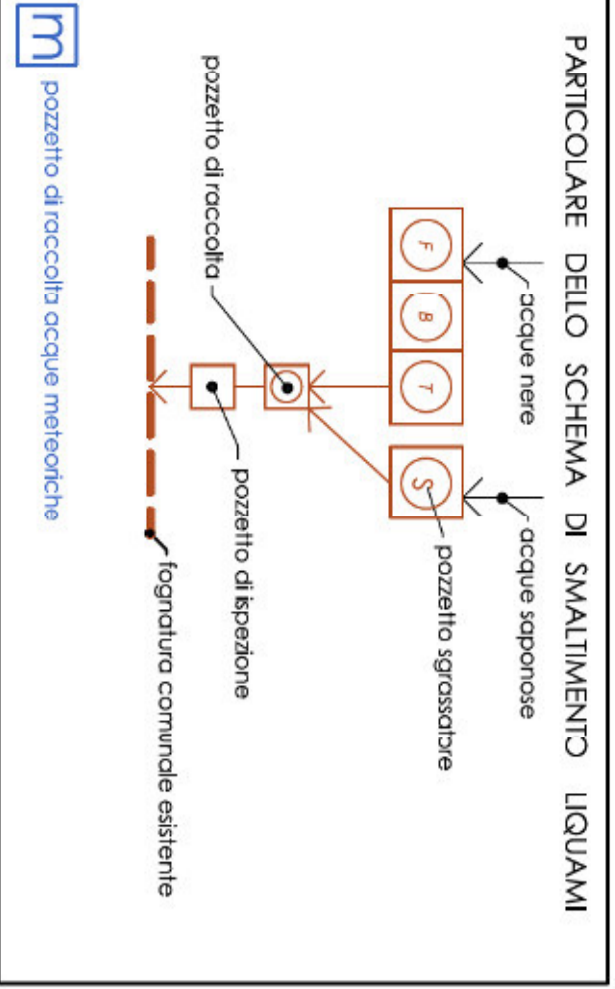 PARTICOLARE DELLO SCHEMA DI SMALTIMENTO LIQUAMI
acque nere
acque saponose
F
B
T
S
pozzetto sgrassatore
pozzetto di raccolta
pozzetto di ispezione
fognatura comunale esistente
m
pozzetto di raccolta acque meteoriche